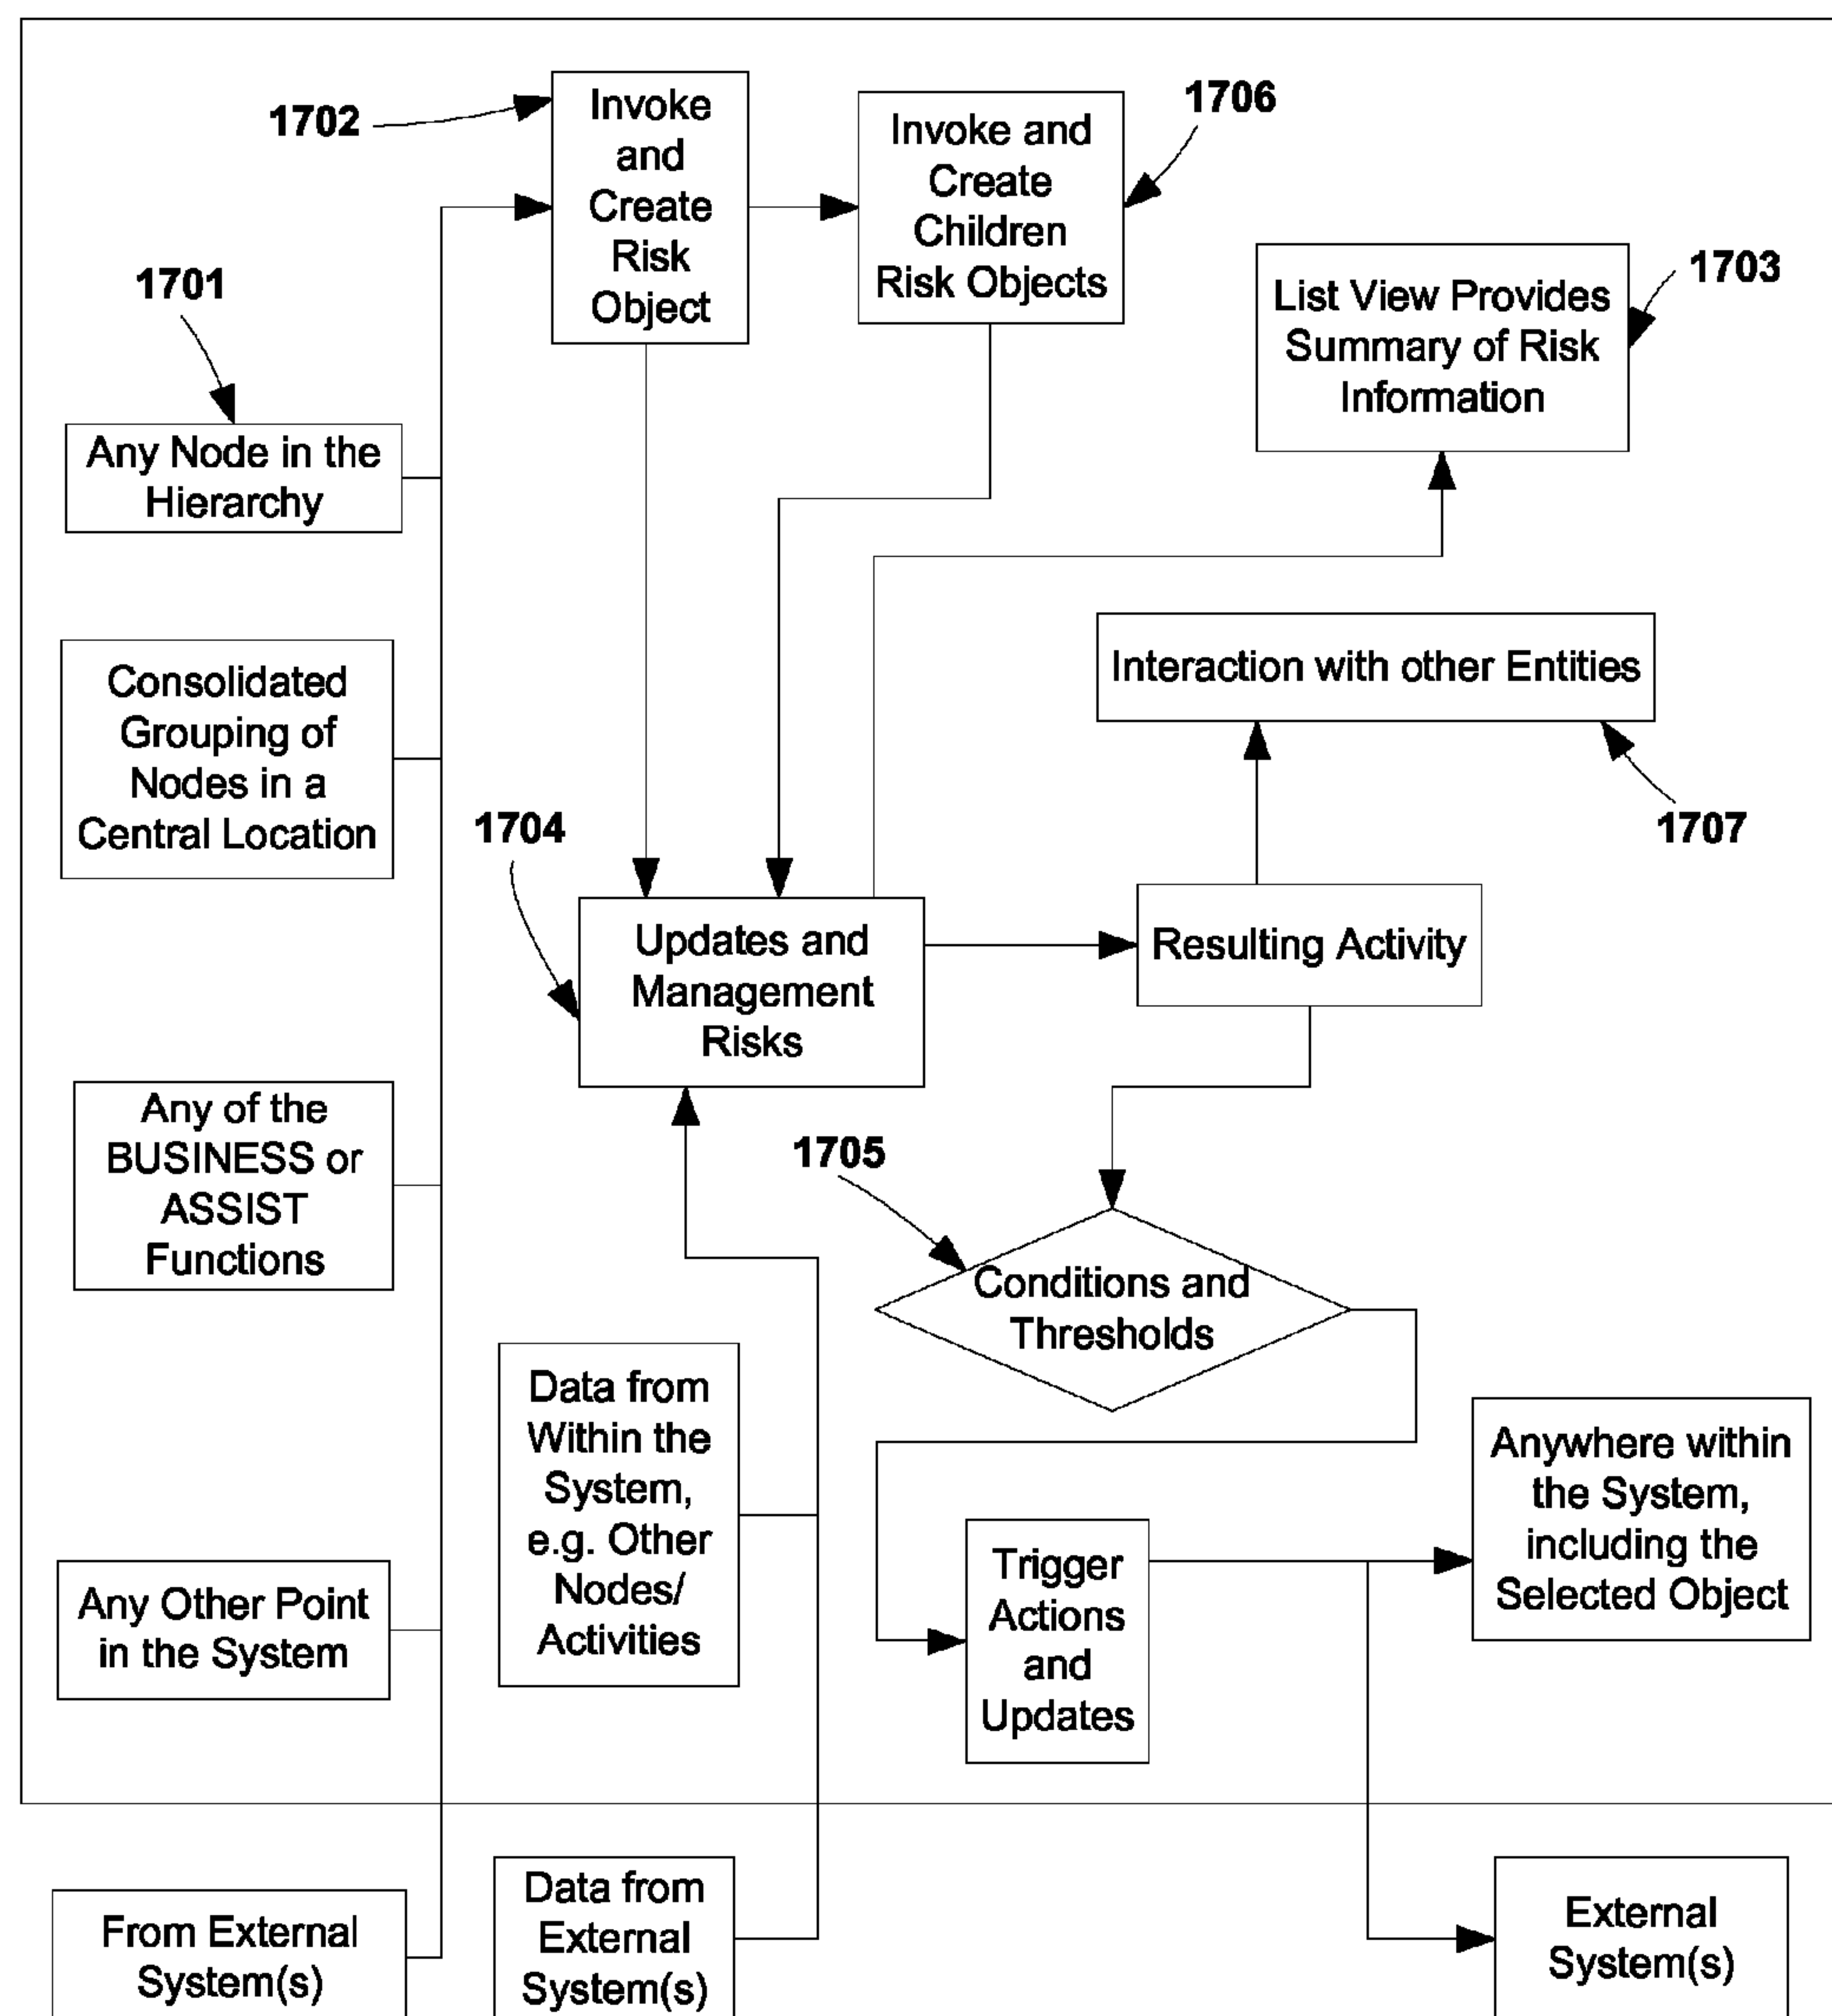 1702
Invoke
and
Create
Risk
Object
1706
Invoke and
Create
Children
Risk Objects
1703
List View Provides
Summary of Risk
Information
1701
Any Node in the
Hierarchy
Consolidated
Grouping of
Nodes in a
Central Location
Interaction with other Entities
1707
1704
Updates and
Management
Risks
Resulting Activity
Any of the
BUSINESS or
ASSIST
Functions
1705
Conditions and
Thresholds
Data from
Within the
System,
e.g. Other
Nodes/
Activities
Anywhere within
the System,
including the
Selected Object
Trigger
Actions
and
Updates
Any Other Point
in the System
From External
System(s)
Data from
External
System(s)
External
System(s)